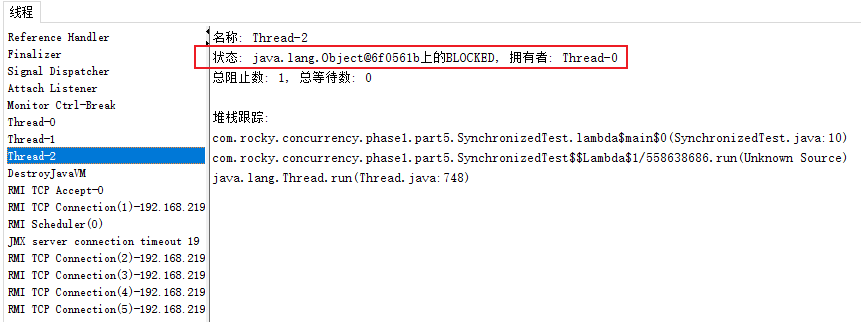 线程
Reference Handler
Finalizer
Signal Dispatcher
Attach Listener
Monitor Ctrl-Break
Thread-0
Thread-1
Thread-2
DestroyJavaVM
RMI TCP Accept-0
RMI TCP Connection(1)-192.168.219
RMI Scheduler(0)
JMX server connection timeout 19
RMI TCP Connection(2)-192.168.219
RMI TCP Connection(3)-192.168.219
RMI TCP Connection(4)-192.168.219
RMI TCP Connection(5)-192.168.219
名称: Thread-2
状态: java.lang.Object@6f0561b上的BLOCKED, 拥有者: Thread-0
总阻止数: 1, 总等待数: 0
堆栈跟踪:
com.rocky.concurrency.phase1.part5.SynchronizedTest.lambda$main$0(SynchronizedTest.java:10)
com.rocky.concurrency.phase1.part5.SynchronizedTest$$Lambda$1/558638686.run(Unknown Source)
java.lang.Thread.run(Thread.java:748)